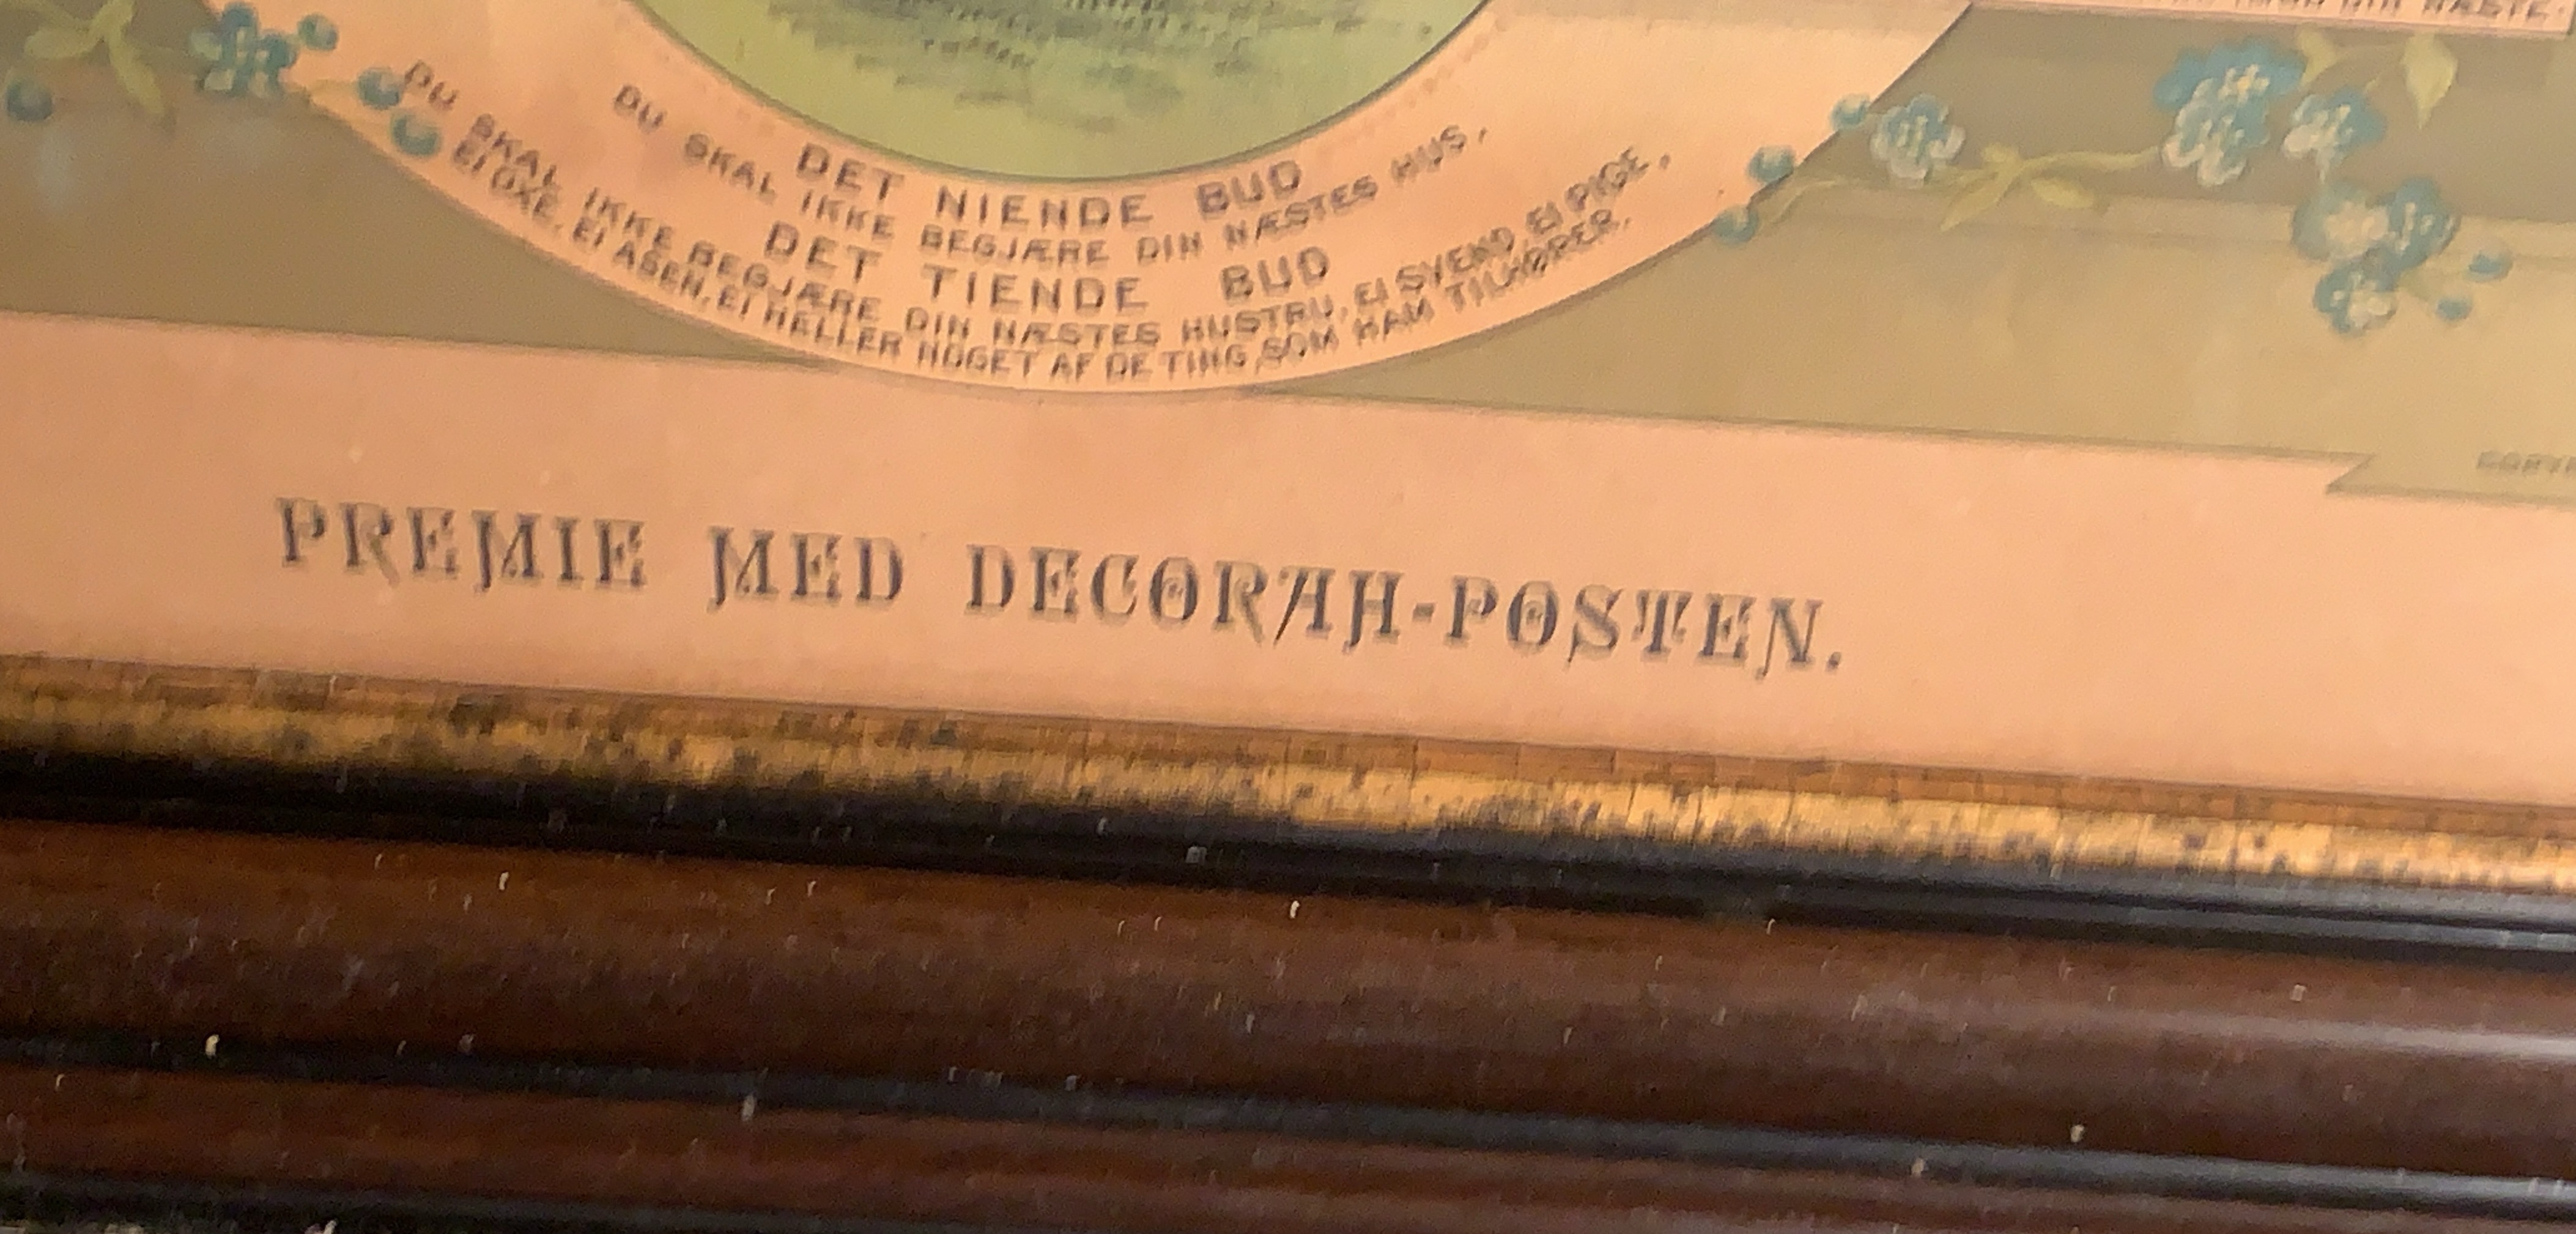 DIN NÆSTE.
DET NIENDE BUD
DU SKAL IKKE BEGJÆRE DIN NÆSTES HUS.
DET TIENDE BUD
DU SKAL IKKE BEGJÆRE DIN NÆSTES HUSTRU, EI SVEND, EI PIGE,
EI OXE, EI ASEN, EI HELLER NOGET AF DE TING, SOM HAM TILHØRER.
PREMIE MED DECORAH-POSTEN.